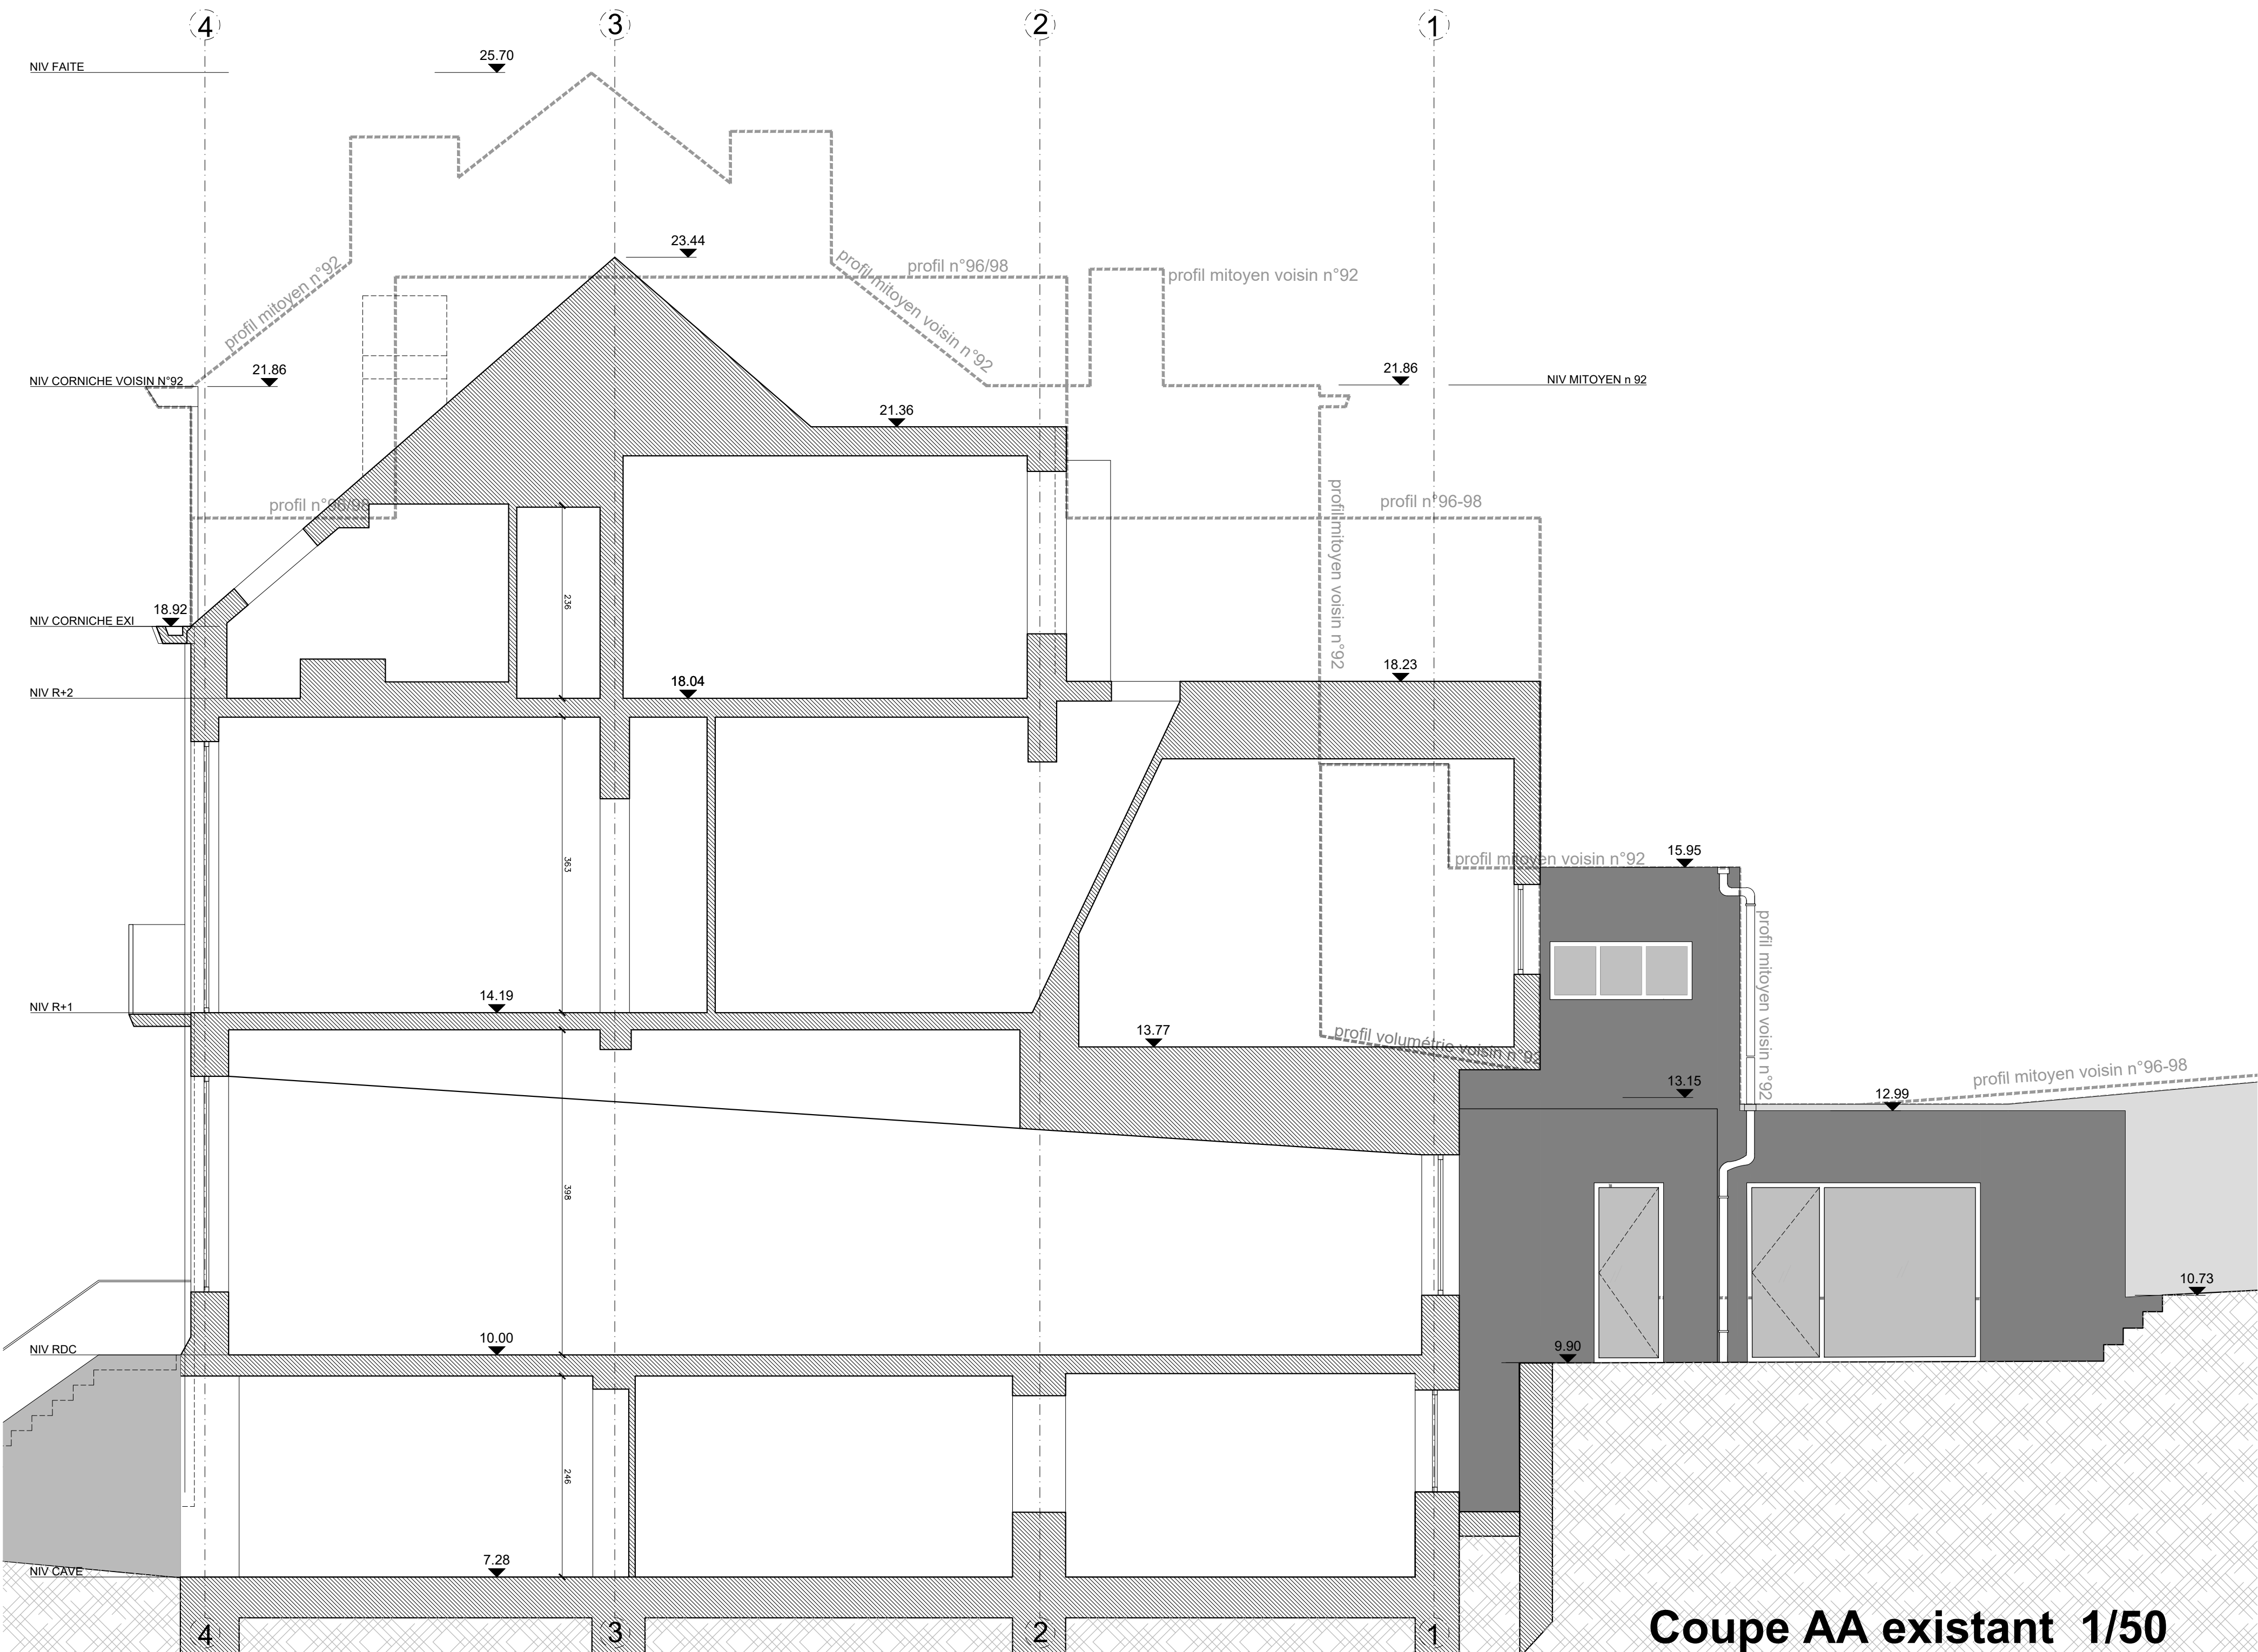 4
3
2
1
NIV FAITE
25.70
23.44
profil mitoyen n°92
profil mitoyen voisin n°92
profil n°96/98
profil mitoyen voisin n°92
NIV CORNICHE VOISIN N°92
21.86
21.86
NIV MITOYEN n 92
21.36
profil n°96/98
profil n°96-98
profil mitoyen voisin n°92
236
NIV CORNICHE EXI
18.92
NIV R+2
18.04
18.23
363
profil mitoyen voisin n°92
15.95
profil mitoyen voisin n°92
NIV R+1
14.19
13.77
profil volumétrie voisin n°92
13.15
12.99
profil mitoyen voisin n°96-98
398
10.73
NIV RDC
10.00
9.90
246
NIV CAVE
7.28
4
3
2
1
Coupe AA existant 1/50